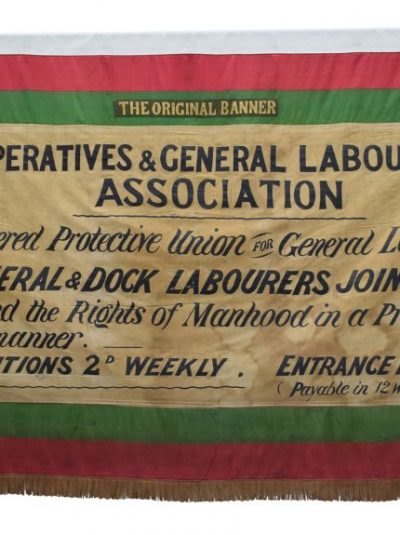 THE ORIGINAL BANNER
PERATIVES & GENERAL LABOU
ASSOCIATION
ered Protective Union FOR General L
ERAL & DOCK LABOURERS JOIN
nd the Rights of Manhood in a Pr
manner.
TIONS 2D WEEKLY. ENTRANCE
(Payable in 12 W